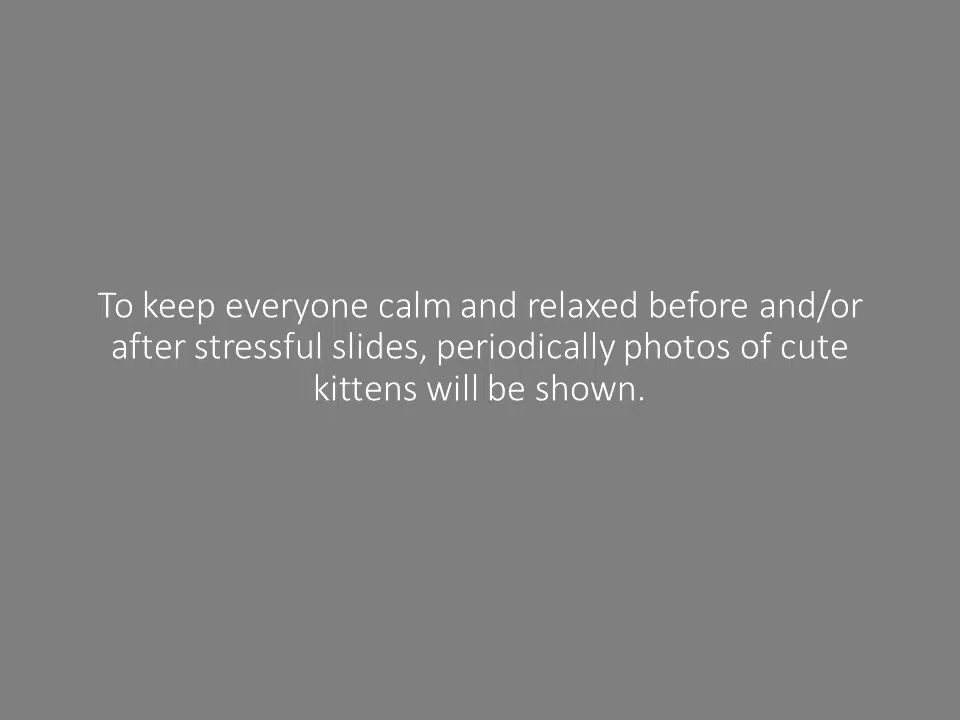 To keep everyone calm and relaxed before and/or
after stressful slides, periodically photos of cute
kittens will be shown.